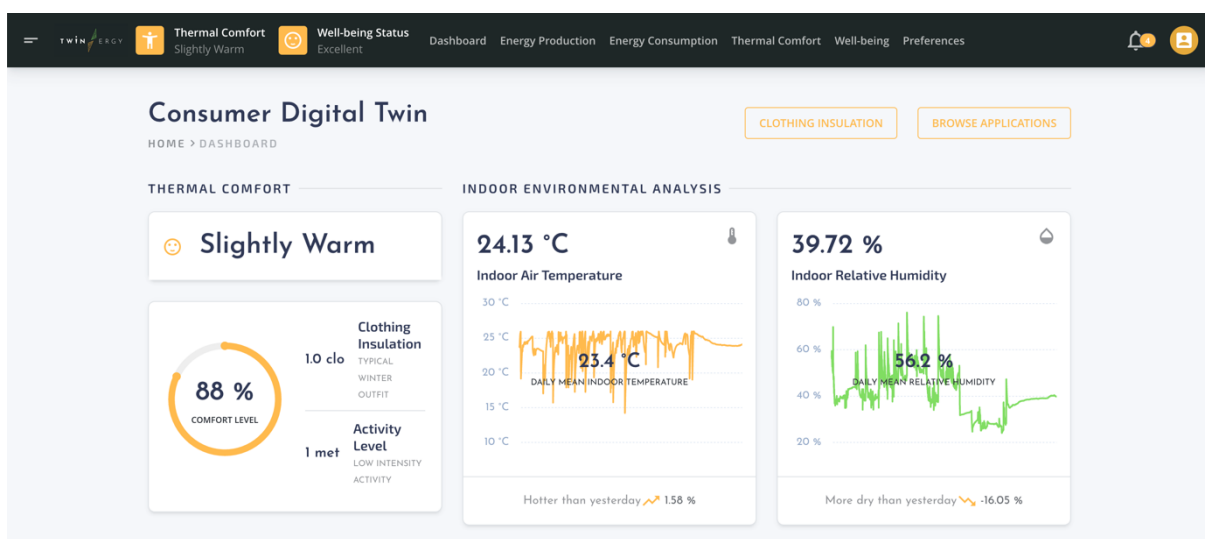 TWINERGY
Thermal Comfort
Slightly Warm
Well-being Status
Excellent
Dashboard Energy Production Energy Consumption Thermal Comfort Well-being Preferences
4
Consumer Digital Twin
HOME > DASHBOARD
CLOTHING INSULATION
BROWSE APPLICATIONS
THERMAL COMFORT
Slightly Warm
88 %
COMFORT LEVEL
1.0 clo
Clothing
Insulation
TYPICAL
WINTER
OUTFIT
1 met
Activity
Level
LOW INTENSITY
ACTIVITY
INDOOR ENVIRONMENTAL ANALYSIS
24.13 °C
Indoor Air Temperature
30 °C
25 °C
20 °C
15 °C
10 °C
23.4 °C
DAILY MEAN INDOOR TEMPERATURE
Hotter than yesterday 1.58 %
39.72 %
Indoor Relative Humidity
80 %
60 %
40 %
20 %
56.2 %
DAILY MEAN RELATIVE HUMIDITY
More dry than yesterday -16.05 %